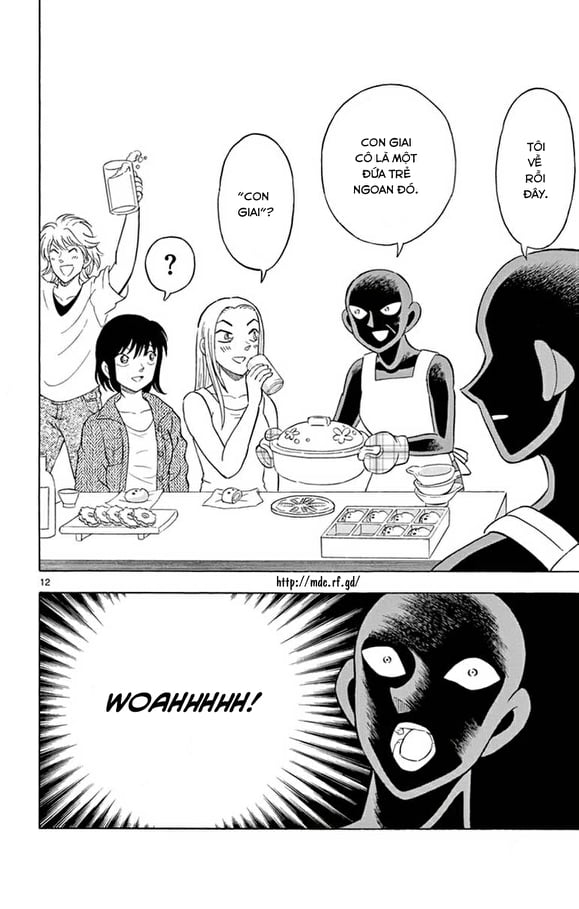 TÔI
VỀ
RỒI
ĐÂY.
CON GIAI
CÔ LÀ MỘT
ĐỨA TRẺ
NGOAN ĐÓ.
“CON
GIAI”?
?
12
http://mdc.rf.gd/
WOAHHHHH!